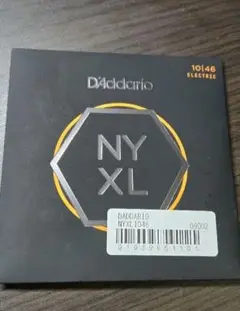 D'Addario
10|46
ELECTRIC
NY
XL
DADDARIO
NYXL1046